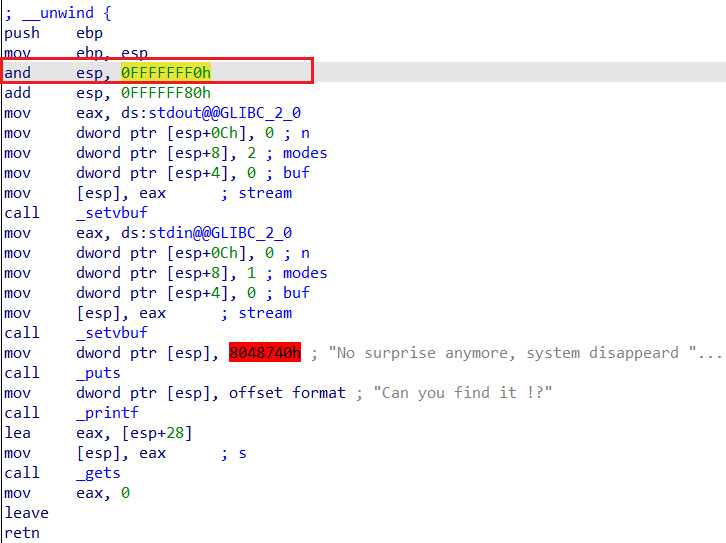 ; __unwind {
push    ebp
mov     ebp, esp
and     esp, 0FFFFFFF0h
add     esp, 0FFFFFF80h
mov     eax, ds:stdout@@GLIBC_2_0
mov     dword ptr [esp+0Ch], 0 ; n
mov     dword ptr [esp+8], 2 ; modes
mov     dword ptr [esp+4], 0 ; buf
mov     [esp], eax      ; stream
call    _setvbuf
mov     eax, ds:stdin@@GLIBC_2_0
mov     dword ptr [esp+0Ch], 0 ; n
mov     dword ptr [esp+8], 1 ; modes
mov     dword ptr [esp+4], 0 ; buf
mov     [esp], eax      ; stream
call    _setvbuf
mov     dword ptr [esp], 8048740h ; "No surprise anymore, system disappeard "...
call    _puts
mov     dword ptr [esp], offset format ; "Can you find it !?"
call    _printf
lea     eax, [esp+28]
mov     [esp], eax      ; s
call    _gets
mov     eax, 0
leave
retn